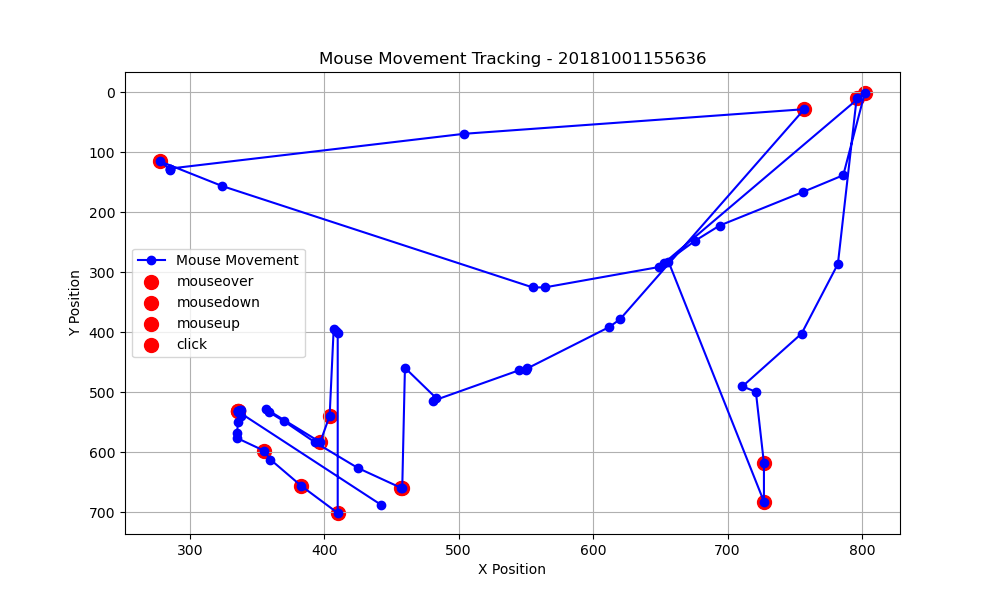 Mouse Movement Tracking - 20181001155636
0
100
200
300
400
500
600
700
Y Position
Mouse Movement
mouseover
mousedown
mouseup
click
300
400
500
600
700
800
X Position